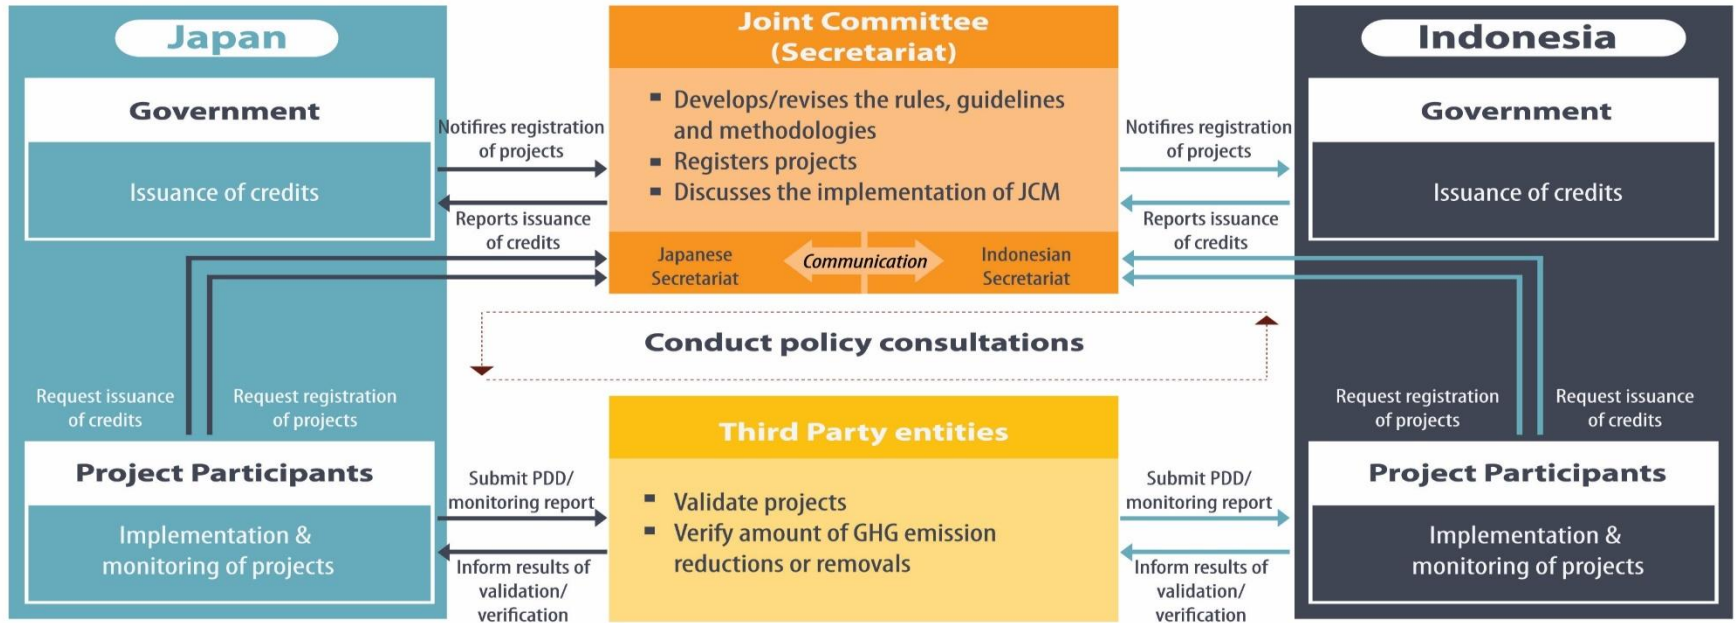 Japan
Government
Issuance of credits
Notifires registration
of projects
Reports issuance
of credits
Request issuance
of credits
Request registration
of projects
Project Participants
Implementation &
monitoring of projects
Submit PDD/
monitoring report
Inform results of
validation/
verification
Joint Committee
(Secretariat)
▪ Develops/revises the rules, guidelines
and methodologies
▪ Registers projects
▪ Discusses the implementation of JCM
Japanese
Secretariat
Communication
Indonesian
Secretariat
Conduct policy consultations
Third Party entities
▪ Validate projects
▪ Verify amount of GHG emission
reductions or removals
Notifires registration
of projects
Reports issuance
of credits
Submit PDD/
monitoring report
Inform results of
validation/
verification
Indonesia
Government
Issuance of credits
Request registration
of projects
Request issuance
of credits
Project Participants
Implementation &
monitoring of projects